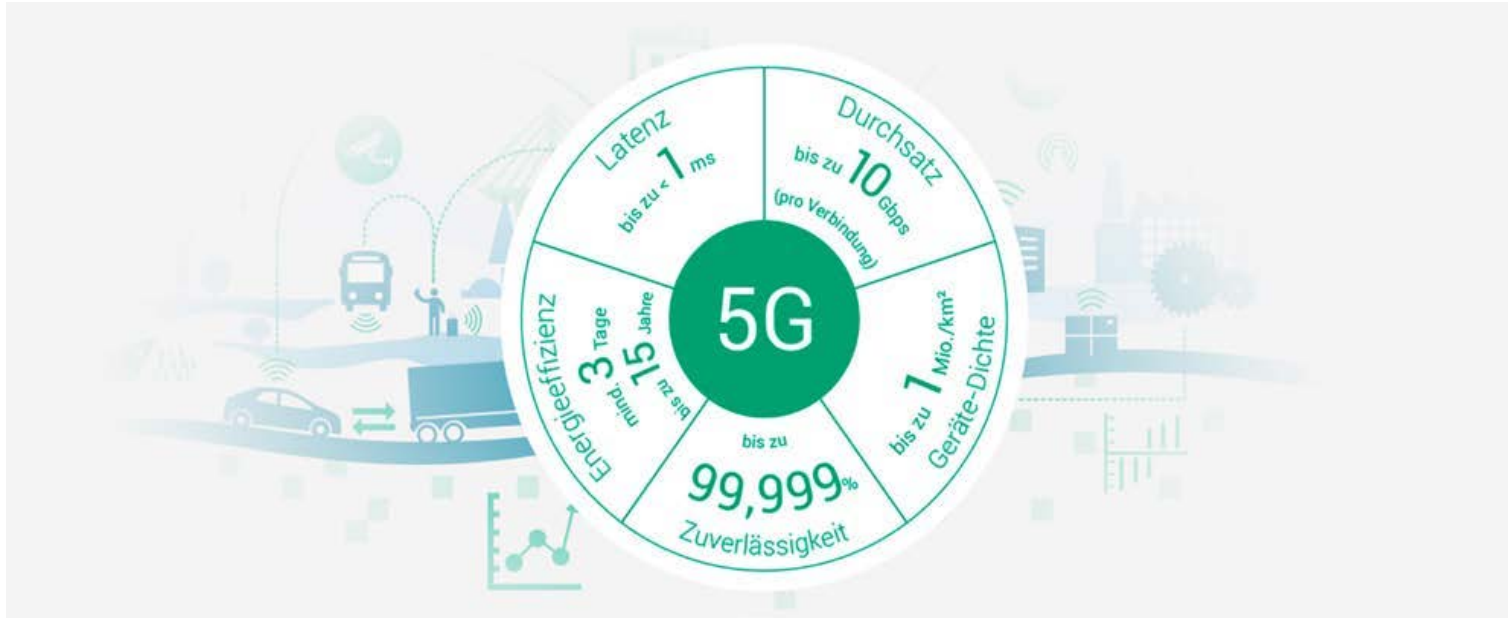 Latenz
bis zu < 1 ms
Durchsatz
bis zu 10 Gbps
(pro Verbindung)
5G
Energieeffizienz
mind. 3 Tage
bis zu 15 Jahre
bis zu 1 Mio./km²
Geräte-Dichte
bis zu
99,999%
Zuverlässigkeit